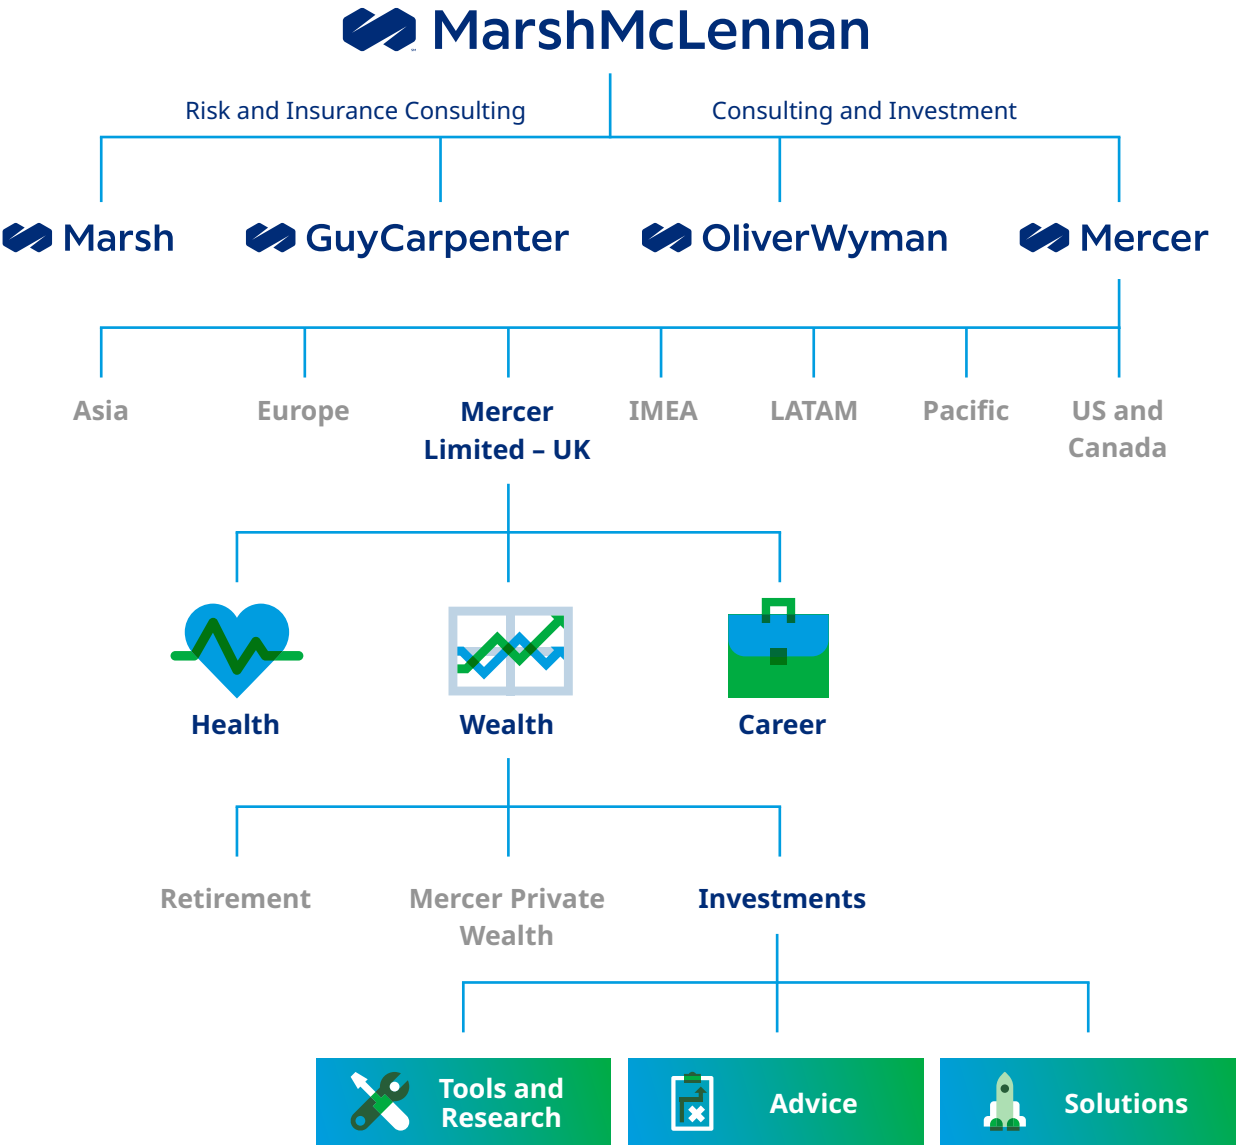 MarshMcLennan
Risk and Insurance Consulting
Consulting and Investment
Marsh
GuyCarpenter
OliverWyman
Mercer
Asia
Europe
Mercer
Limited – UK
IMEA
LATAM
Pacific
US and
Canada
Health
Wealth
Career
Retirement
Mercer Private
Wealth
Investments
Tools and
Research
Advice
Solutions